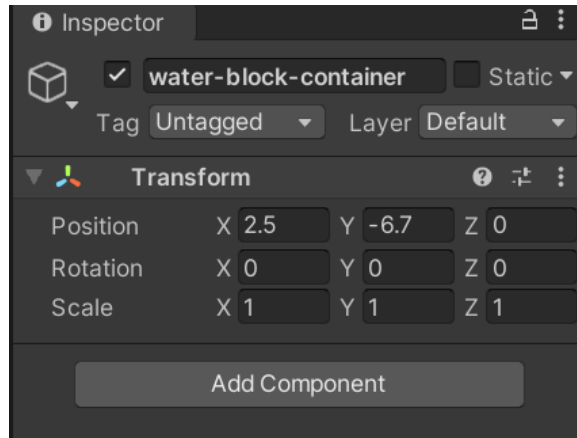 Inspector
water-block-container Static
Tag Untagged Layer Default
Transform
Position X 2.5 Y -6.7 Z 0
Rotation X 0 Y 0 Z 0
Scale X 1 Y 1 Z 1
Add Component